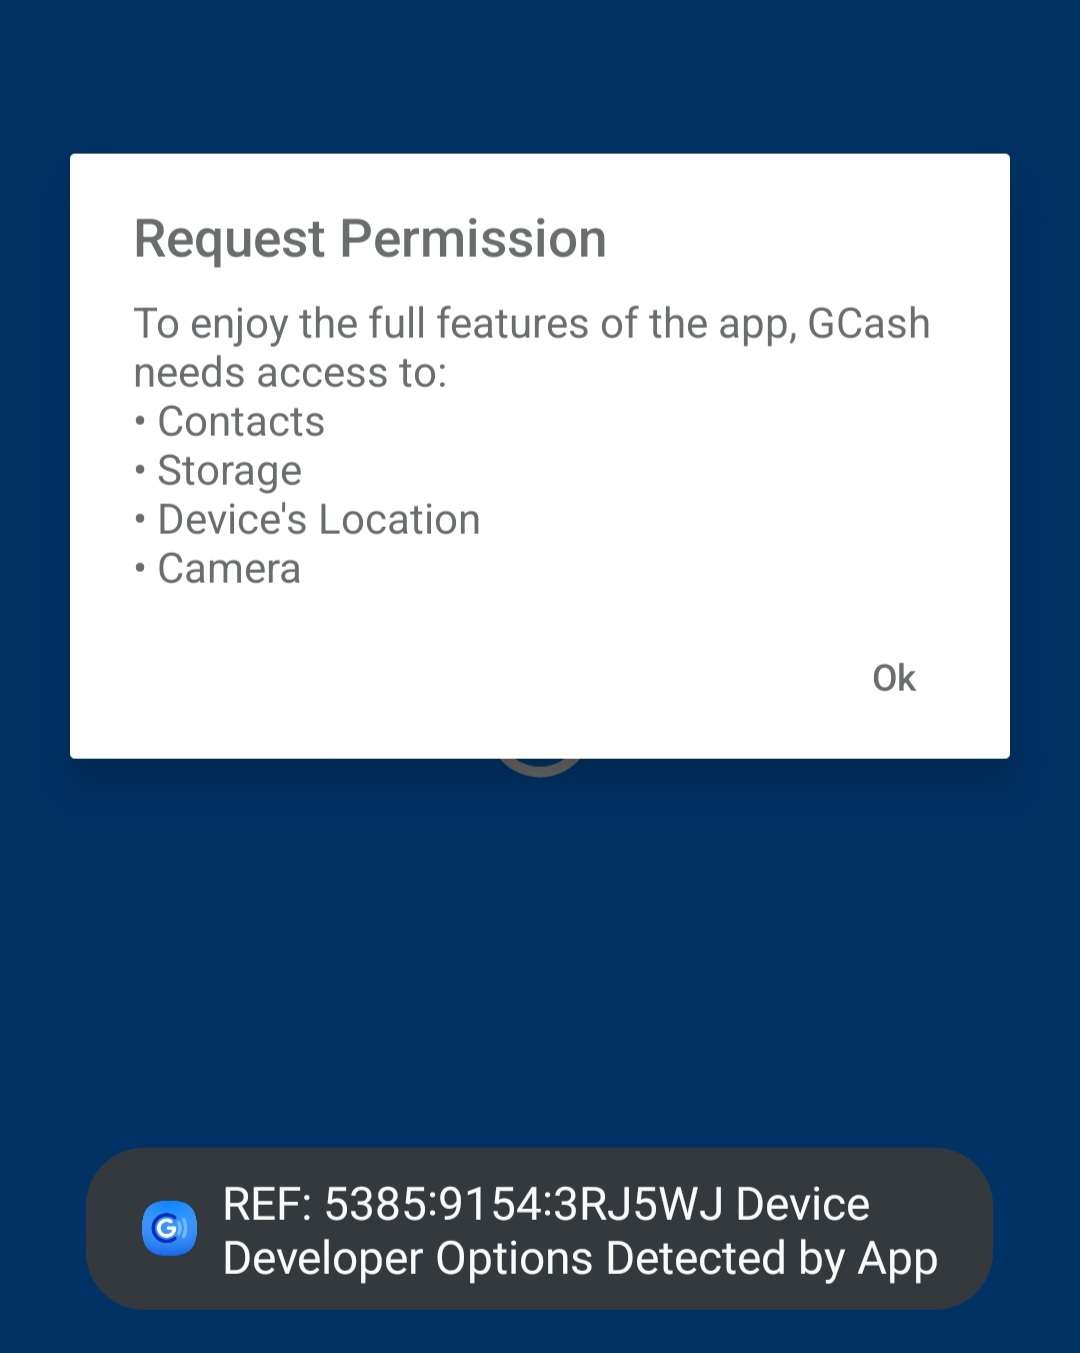 Request Permission
To enjoy the full features of the app, GCash
needs access to:
• Contacts
• Storage
• Device's Location
• Camera
Ok
G
REF: 5385:9154:3RJ5WJ Device
Developer Options Detected by App